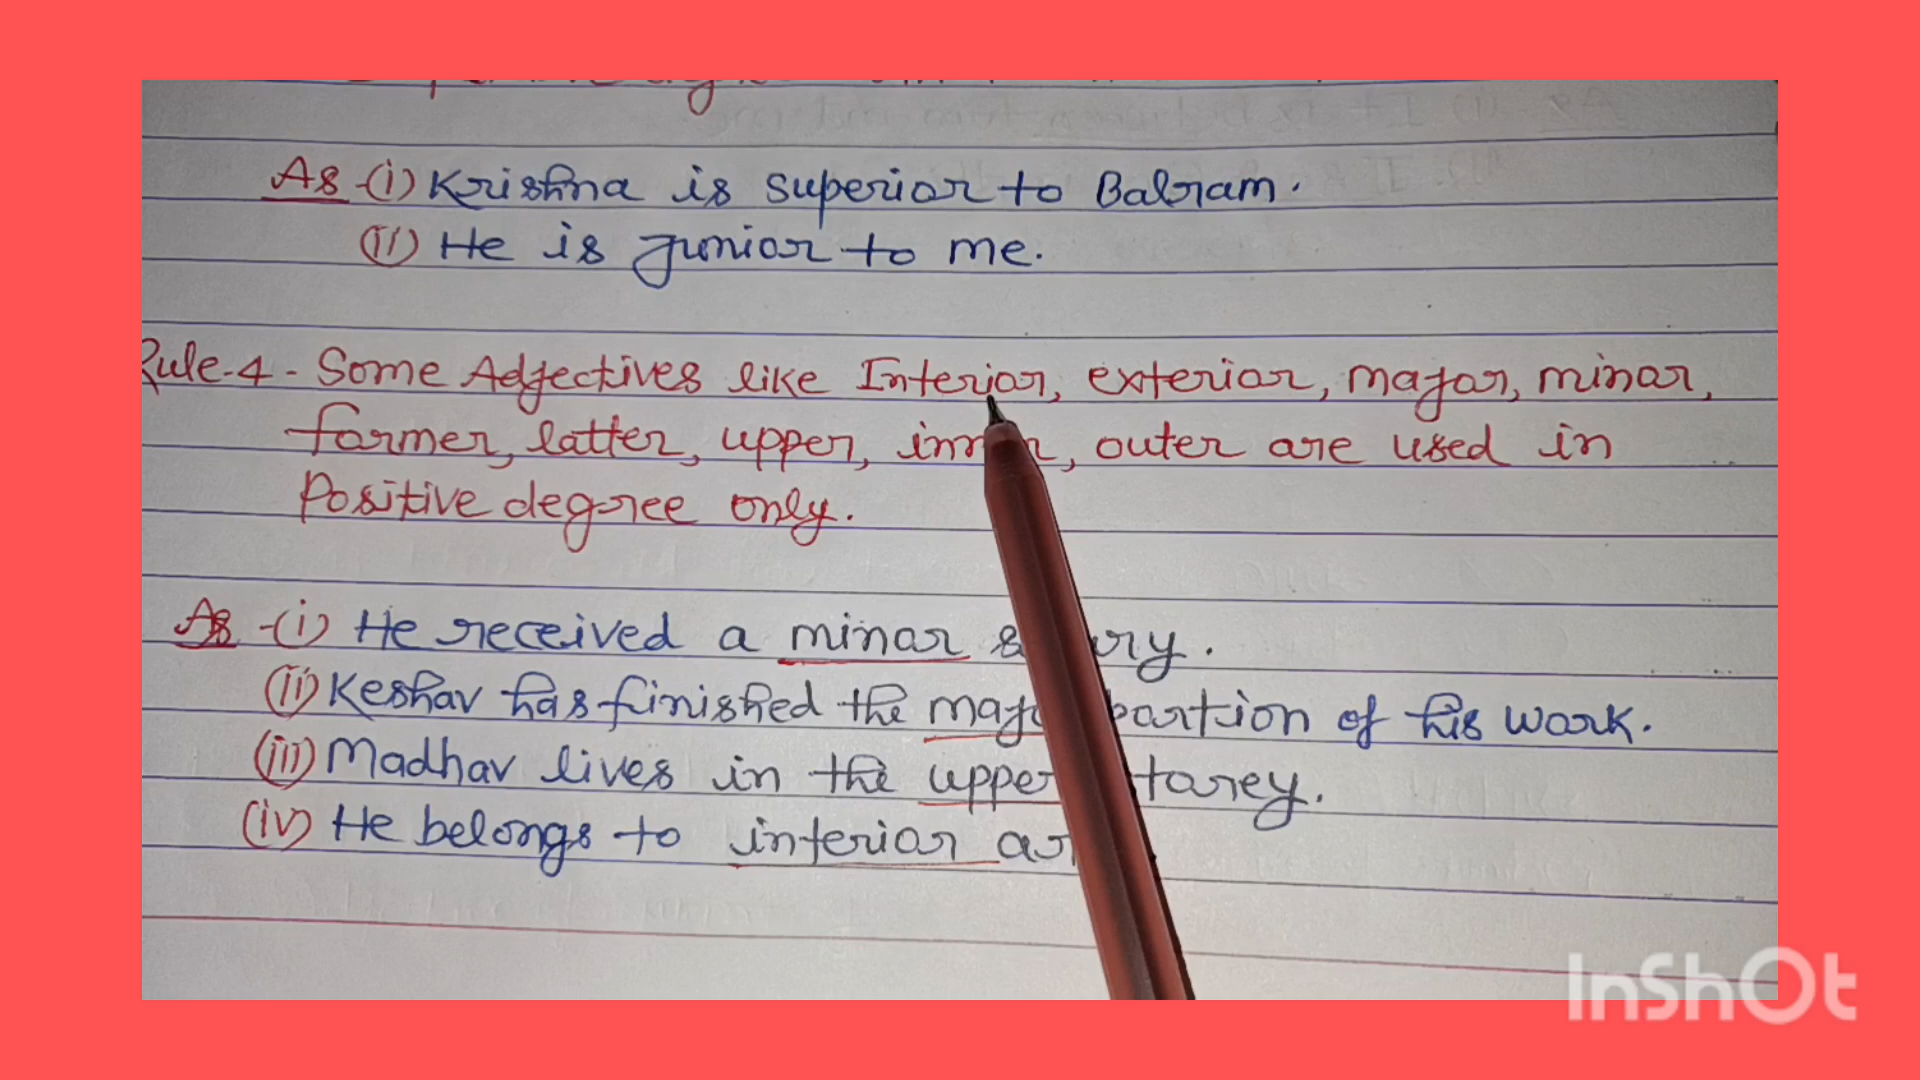 As -(i) Krishna is superior to Balram.
(ii) He is junior to me.
Rule-4 - Some Adjectives like Interior, exterior, major, minor,
former, latter, upper, outer are used in
Positive degree only.
As -(i) He received a minor
(ii) Keshav has finished the portion of his work.
(iii) Madhav lives in the upper
(iv) He belongs to interior
InShOt